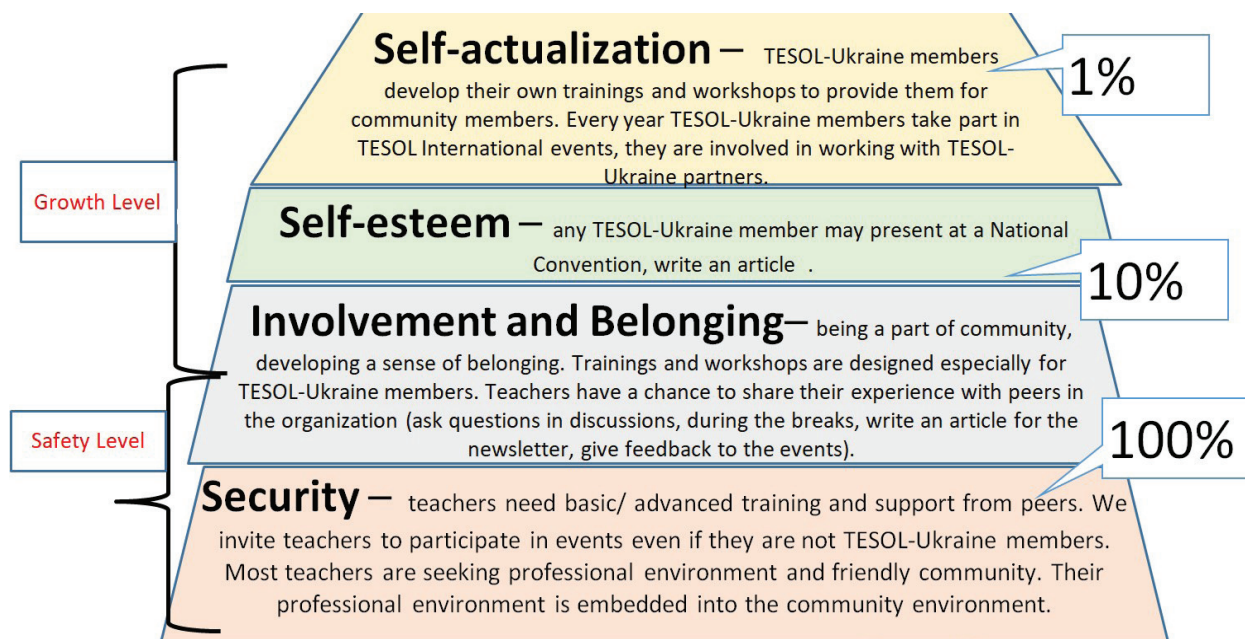 Self-actualization – TESOL-Ukraine members
develop their own trainings and workshops to provide them for
community members. Every year TESOL-Ukraine members take part in
TESOL International events, they are involved in working with TESOL-
Ukraine partners.
1%
Growth Level
Self-esteem – any TESOL-Ukraine member may present at a National
Convention, write an article .
10%
Involvement and Belonging– being a part of community,
developing a sense of belonging. Trainings and workshops are designed especially for
TESOL-Ukraine members. Teachers have a chance to share their experience with peers in
the organization (ask questions in discussions, during the breaks, write an article for the
newsletter, give feedback to the events).
Safety Level
100%
Security – teachers need basic/ advanced training and support from peers. We
invite teachers to participate in events even if they are not TESOL-Ukraine members.
Most teachers are seeking professional environment and friendly community. Their
professional environment is embedded into the community environment.